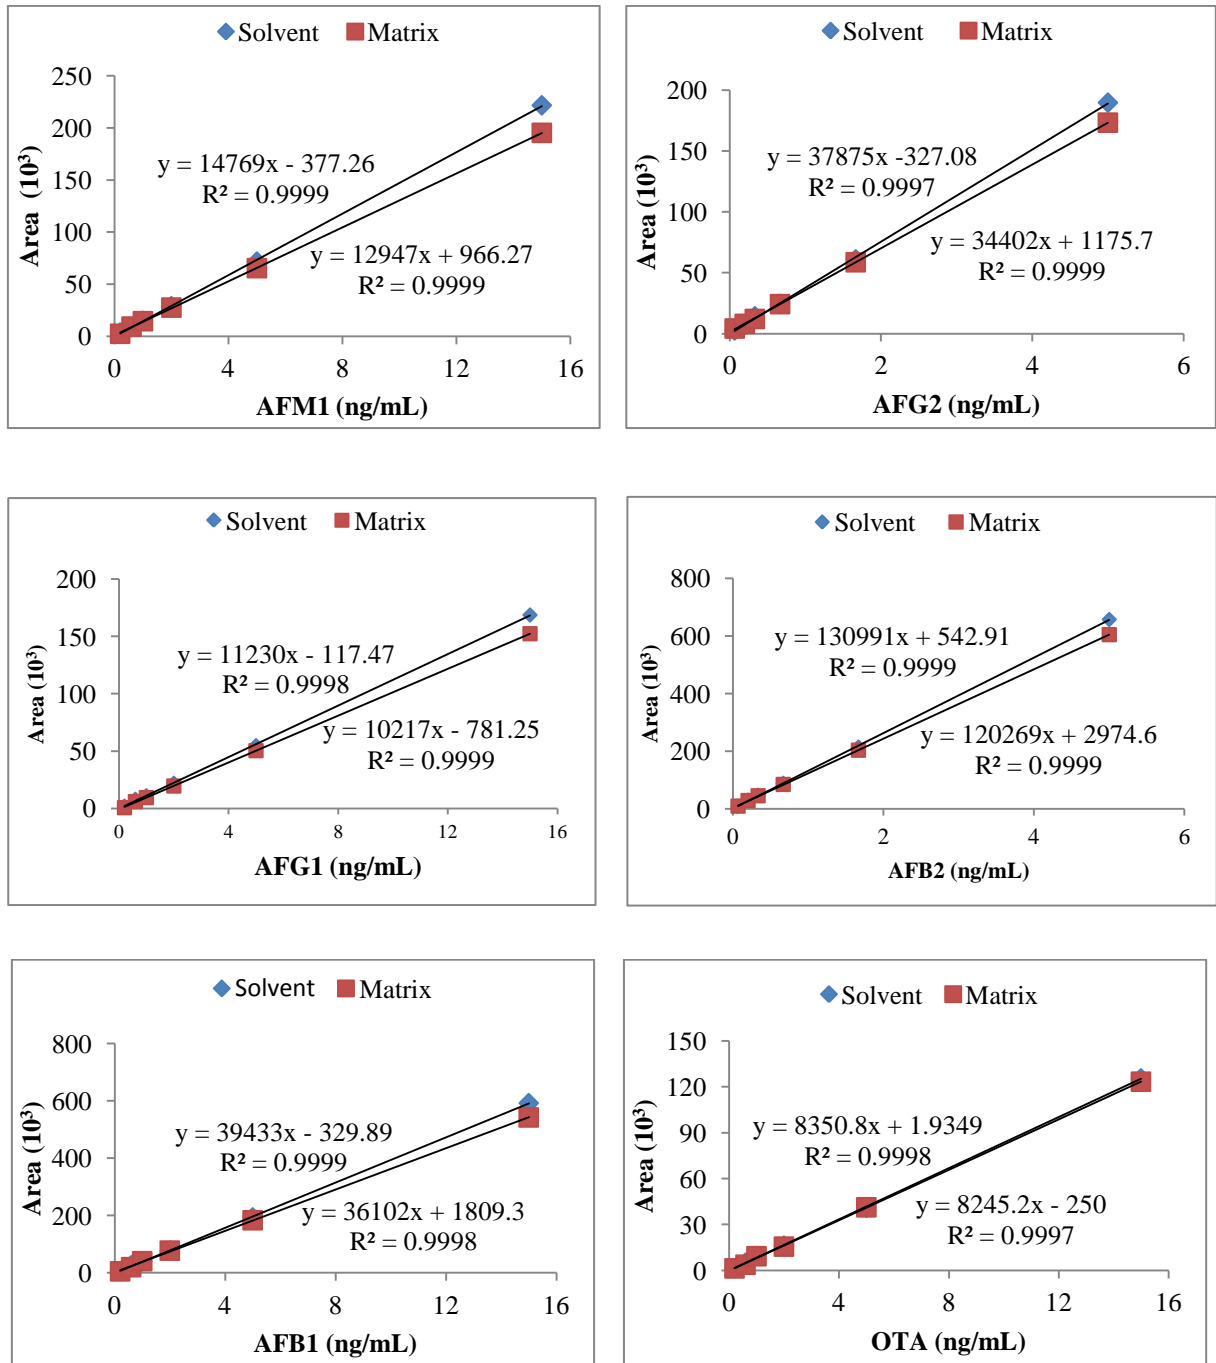 Solvent Matrix
250
200
150
100
50
0
Area (10³)
y = 14769x - 377.26
R² = 0.9999
y = 12947x + 966.27
R² = 0.9999
0 4 8 12 16
AFM1 (ng/mL)
Solvent Matrix
200
150
100
50
0
Area (10³)
y = 37875x -327.08
R² = 0.9997
y = 34402x + 1175.7
R² = 0.9999
0 2 4 6
AFG2 (ng/mL)
Solvent Matrix
200
150
100
50
0
Area (10³)
y = 11230x - 117.47
R² = 0.9998
y = 10217x - 781.25
R² = 0.9999
0 4 8 12 16
AFG1 (ng/mL)
Solvent Matrix
800
600
400
200
0
Area (10³)
y = 130991x + 542.91
R² = 0.9999
y = 120269x + 2974.6
R² = 0.9999
0 2 4 6
AFB2 (ng/mL)
Solvent Matrix
800
600
400
200
0
Area (10³)
y = 39433x - 329.89
R² = 0.9999
y = 36102x + 1809.3
R² = 0.9998
0 4 8 12 16
AFB1 (ng/mL)
Solvent Matrix
150
120
90
60
30
0
Area (10³)
y = 8350.8x + 1.9349
R² = 0.9998
y = 8245.2x - 250
R² = 0.9997
0 4 8 12 16
OTA (ng/mL)